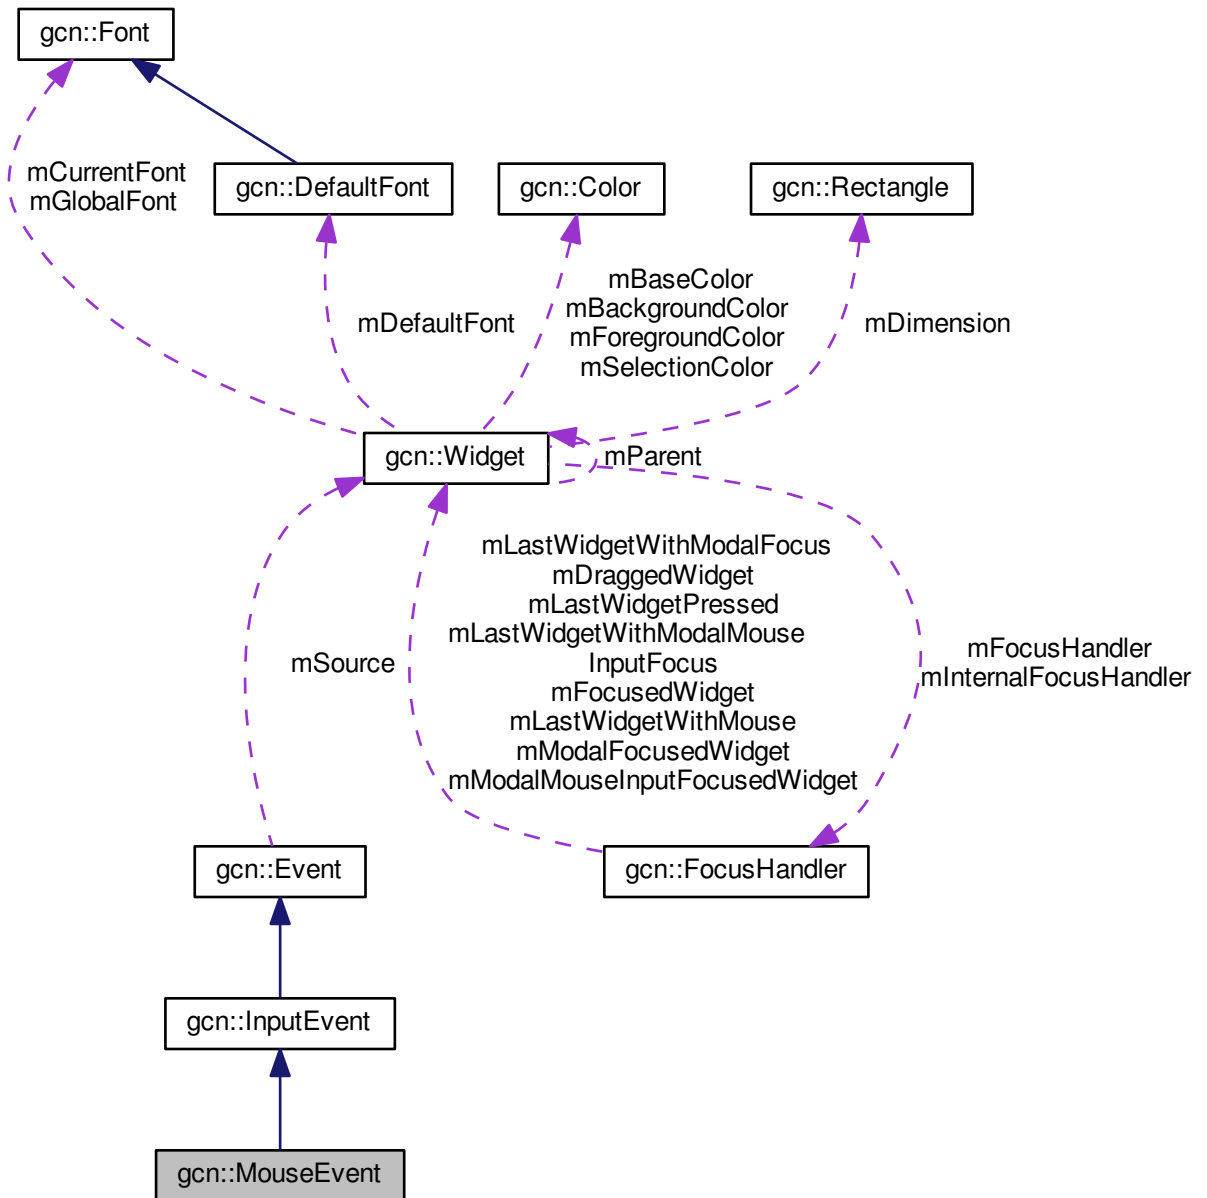 gcn::Font
mCurrentFont
mGlobalFont
gcn::DefaultFont
gcn::Color
gcn::Rectangle
mDefaultFont
mBaseColor
mBackgroundColor
mForegroundColor
mSelectionColor
mDimension
gcn::Widget
mParent
mSource
mLastWidgetWithModalFocus
mDraggedWidget
mLastWidgetPressed
mLastWidgetWithModalMouse
InputFocus
mFocusedWidget
mLastWidgetWithMouse
mModalFocusedWidget
mModalMouseInputFocusedWidget
mFocusHandler
mInternalFocusHandler
gcn::Event
gcn::FocusHandler
gcn::InputEvent
gcn::MouseEvent